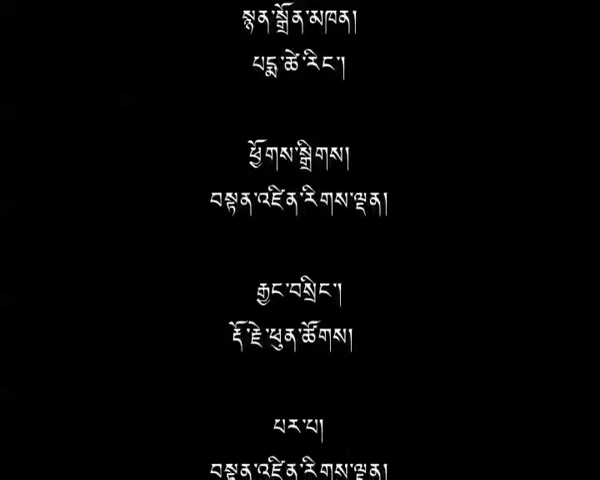 སྙན་སྒྲོན་མཁན།
པདྨ་ཚེ་རིང་།
ཕྱོགས་སྒྲིགས།
བསྟན་འཛིན་རིགས་ལྡན།
རྒྱང་བསྲིང་།
རྡོ་རྗེ་ཕུན་ཚོགས།
པར་པ།
བསྟན་འཛིན་རིགས་ལྡན།